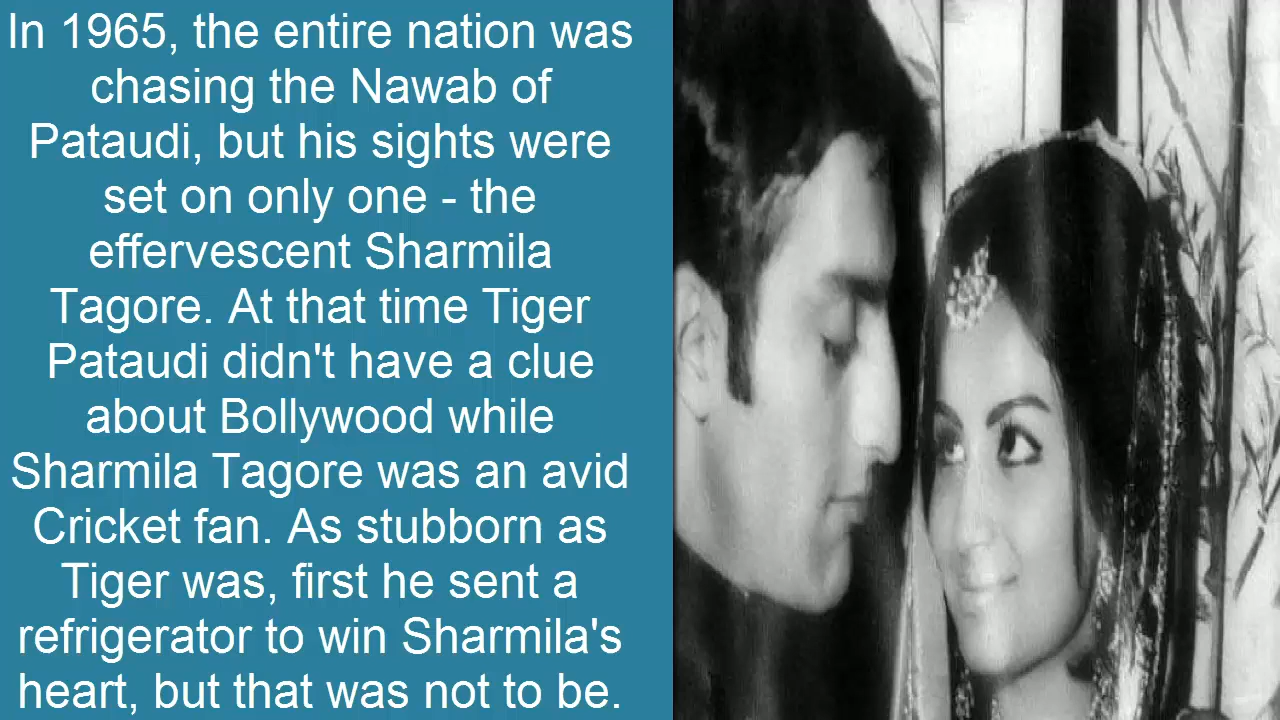 In 1965, the entire nation was
chasing the Nawab of
Pataudi, but his sights were
set on only one - the
effervescent Sharmila
Tagore. At that time Tiger
Pataudi didn't have a clue
about Bollywood while
Sharmila Tagore was an avid
Cricket fan. As stubborn as
Tiger was, first he sent a
refrigerator to win Sharmila's
heart, but that was not to be.